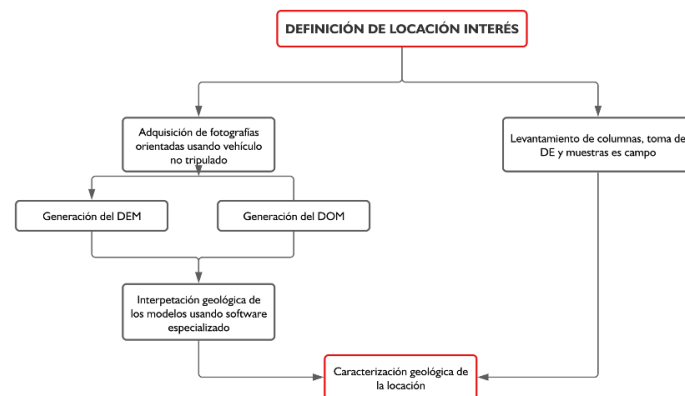 DEFINICIÓN DE LOCACIÓN INTERÉS
Adquisición de fotografías
orientadas usando vehículo
no tripulado
Levantamiento de columnas, toma de
DE y muestras es campo
Generación del DEM
Generación del DOM
Interpetación geológica de
los modelos usando software
especializado
Caracterización geológica de
la locación